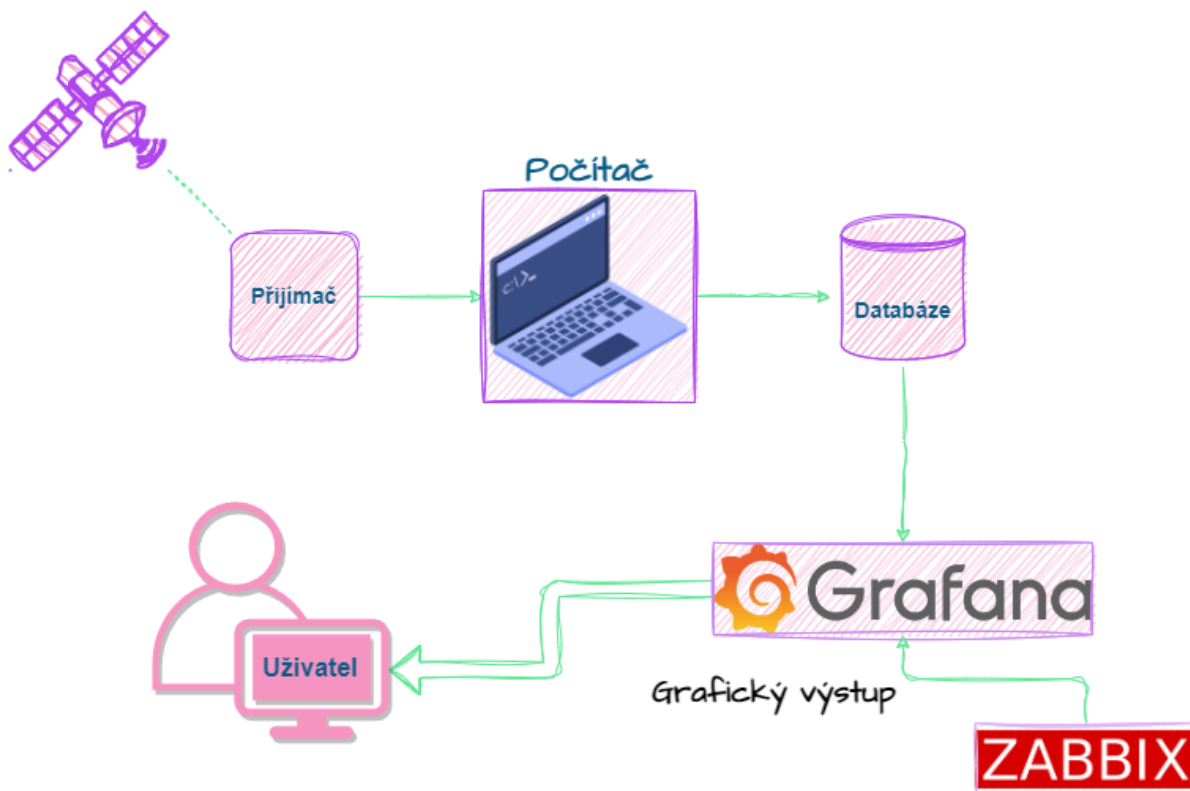 Počítač
c:\>_
Přijímač
Databáze
Grafana
Uživatel
Grafický výstup
ZABBIX